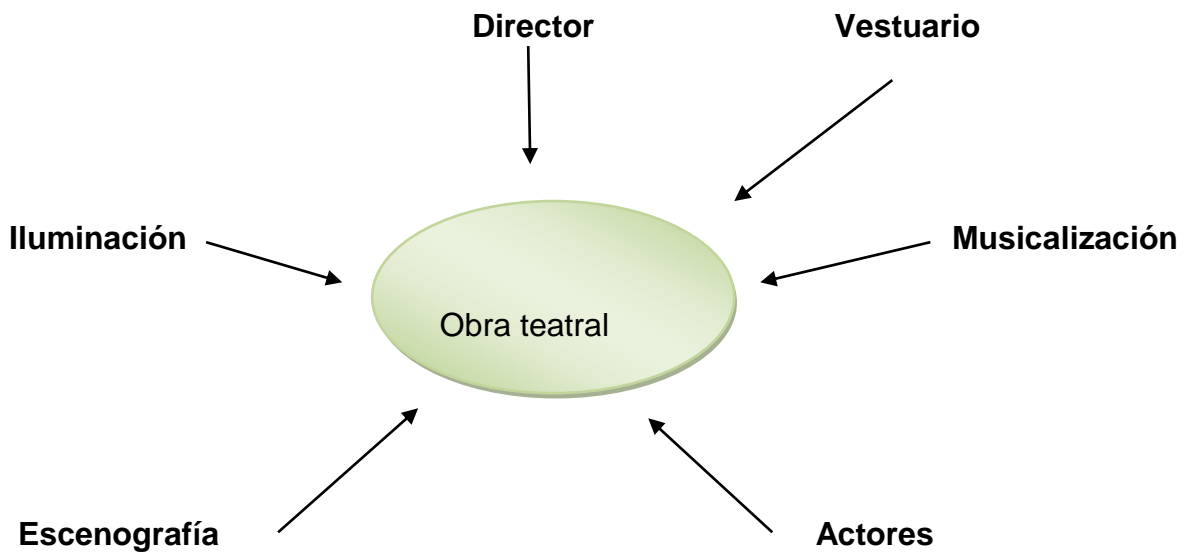 Director
Vestuario
Iluminación
Musicalización
Obra teatral
Escenografía
Actores